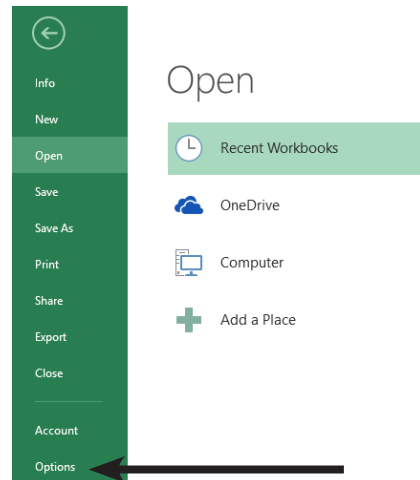 Info
New
Open
Save
Save As
Print
Share
Export
Close
Account
Options
Open
Recent Workbooks
OneDrive
Computer
Add a Place